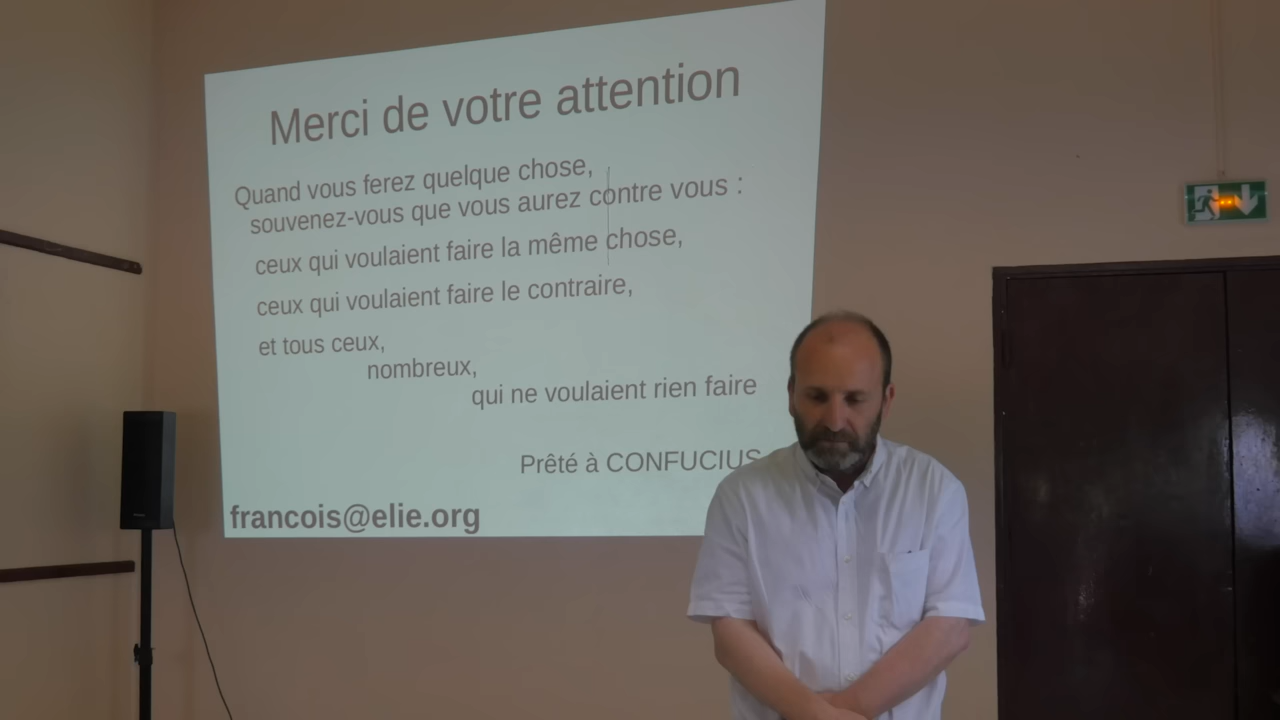 Merci de votre attention
Quand vous ferez quelque chose,
souvenez-vous que vous aurez contre vous :
ceux qui voulaient faire la même chose,
ceux qui voulaient faire le contraire,
et tous ceux,
nombreux,
qui ne voulaient rien faire
Prêté à CONFUCIUS
francois@elie.org